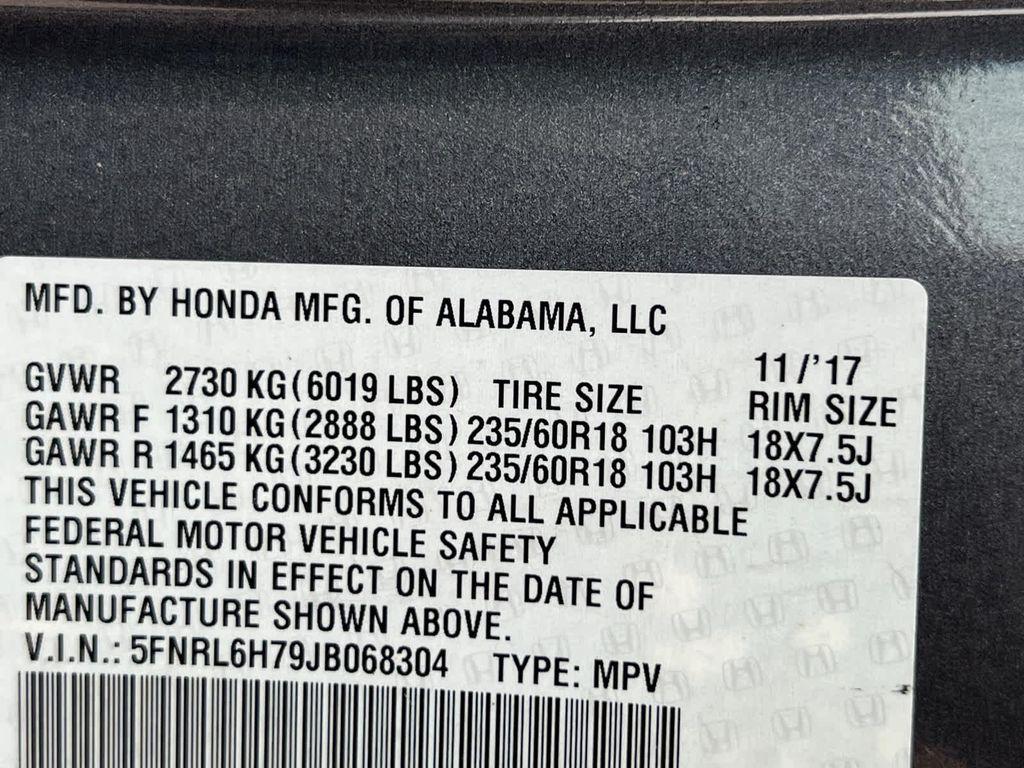 MFD. BY HONDA MFG. OF ALABAMA, LLC
11/'17
GVWR 2730 KG (6019 LBS) TIRE SIZE RIM SIZE
GAWR F 1310 KG (2888 LBS) 235/60R18 103H 18X7.5J
GAWR R 1465 KG (3230 LBS) 235/60R18 103H 18X7.5J
THIS VEHICLE CONFORMS TO ALL APPLICABLE
FEDERAL MOTOR VEHICLE SAFETY
STANDARDS IN EFFECT ON THE DATE OF
MANUFACTURE SHOWN ABOVE.
V.I.N.: 5FNRL6H79JB068304 TYPE: MPV